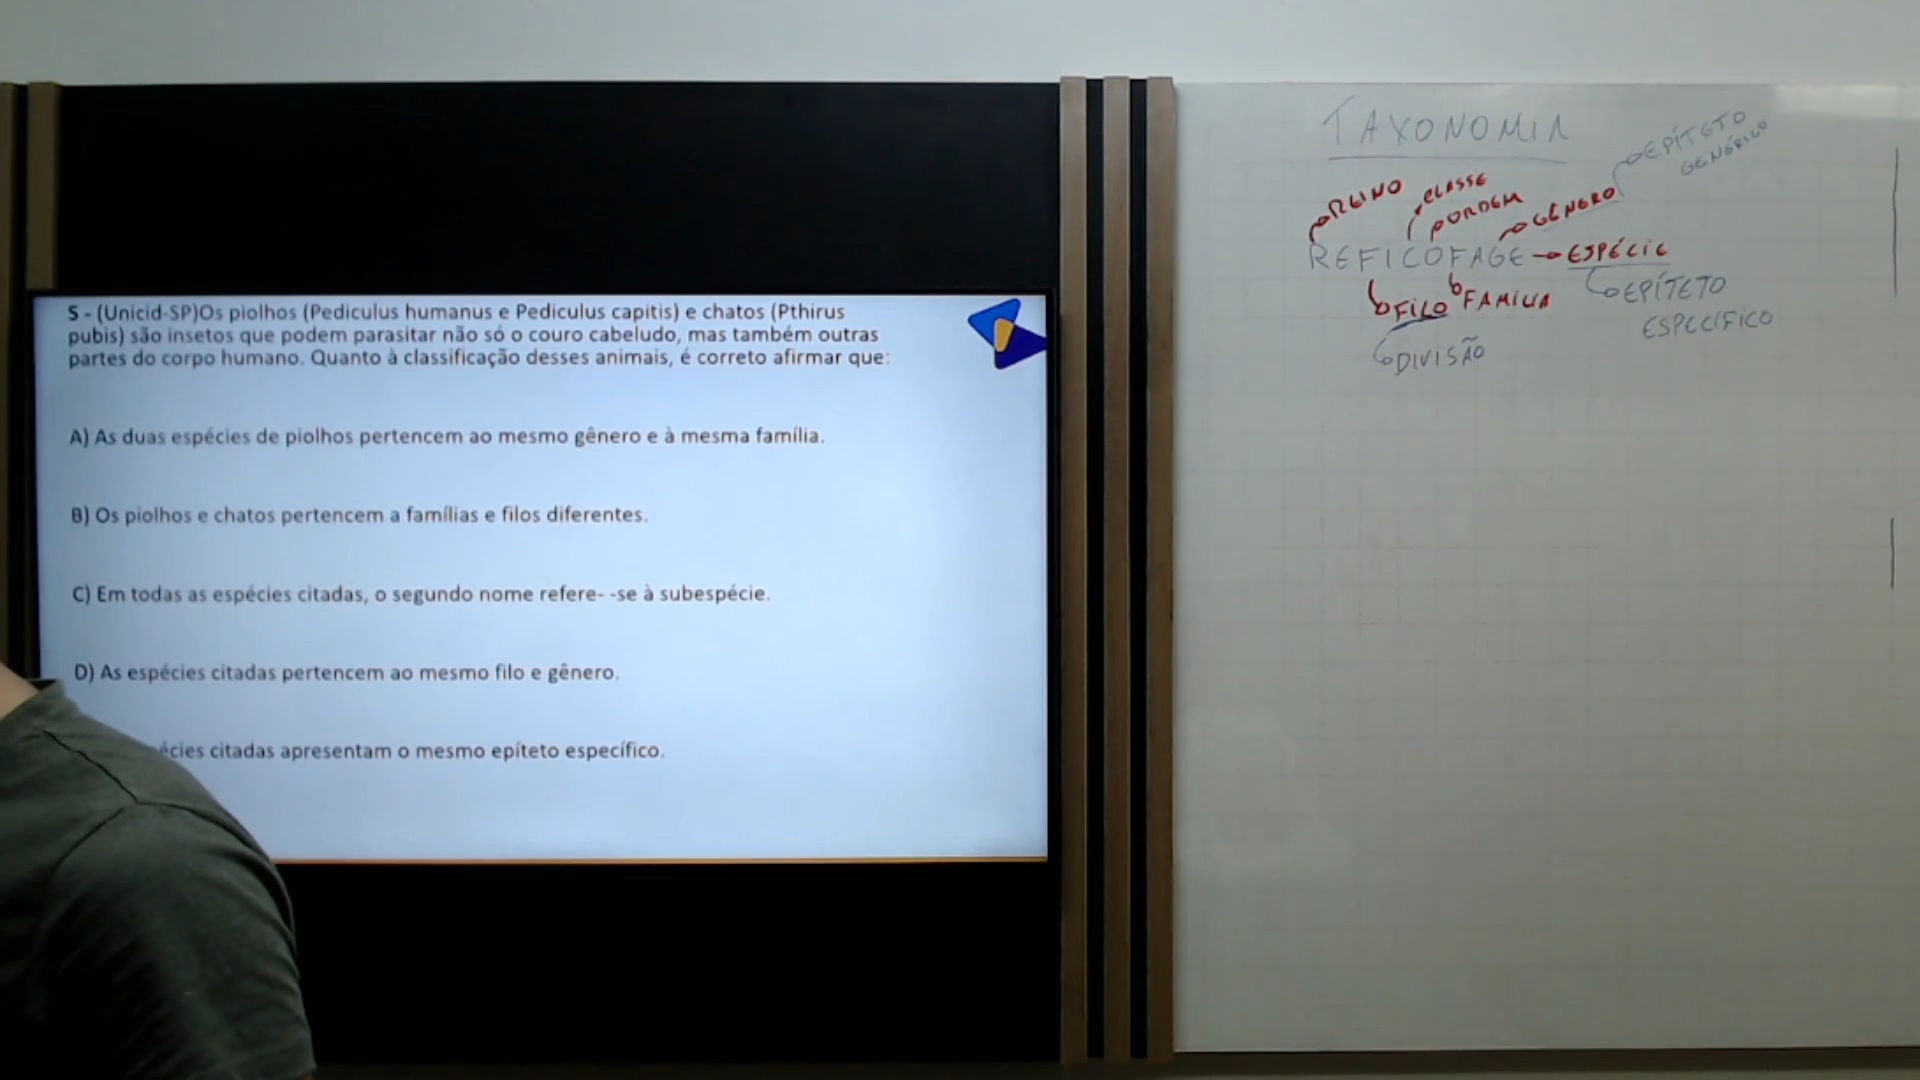 5 - (Unicid-SP)Os piolhos (Pediculus humanus e Pediculus capitis) e chatos (Pthirus
pubis) são insetos que podem parasitar não só o couro cabeludo, mas também outras
partes do corpo humano. Quanto à classificação desses animais, é correto afirmar que:
A) As duas espécies de piolhos pertencem ao mesmo gênero e à mesma família.
B) Os piolhos e chatos pertencem a famílias e filos diferentes.
C) Em todas as espécies citadas, o segundo nome refere- -se à subespécie.
D) As espécies citadas pertencem ao mesmo filo e gênero.
écies citadas apresentam o mesmo epíteto específico.
TAXONOMIA
EPÍTETO
GENÉRICO
REINO
CLASSE
ORDEM
GÊNERO
REFICOFAGE → ESPÉCIE
FILO
FAMÍLIA
EPÍTETO
ESPECÍFICO
DIVISÃO